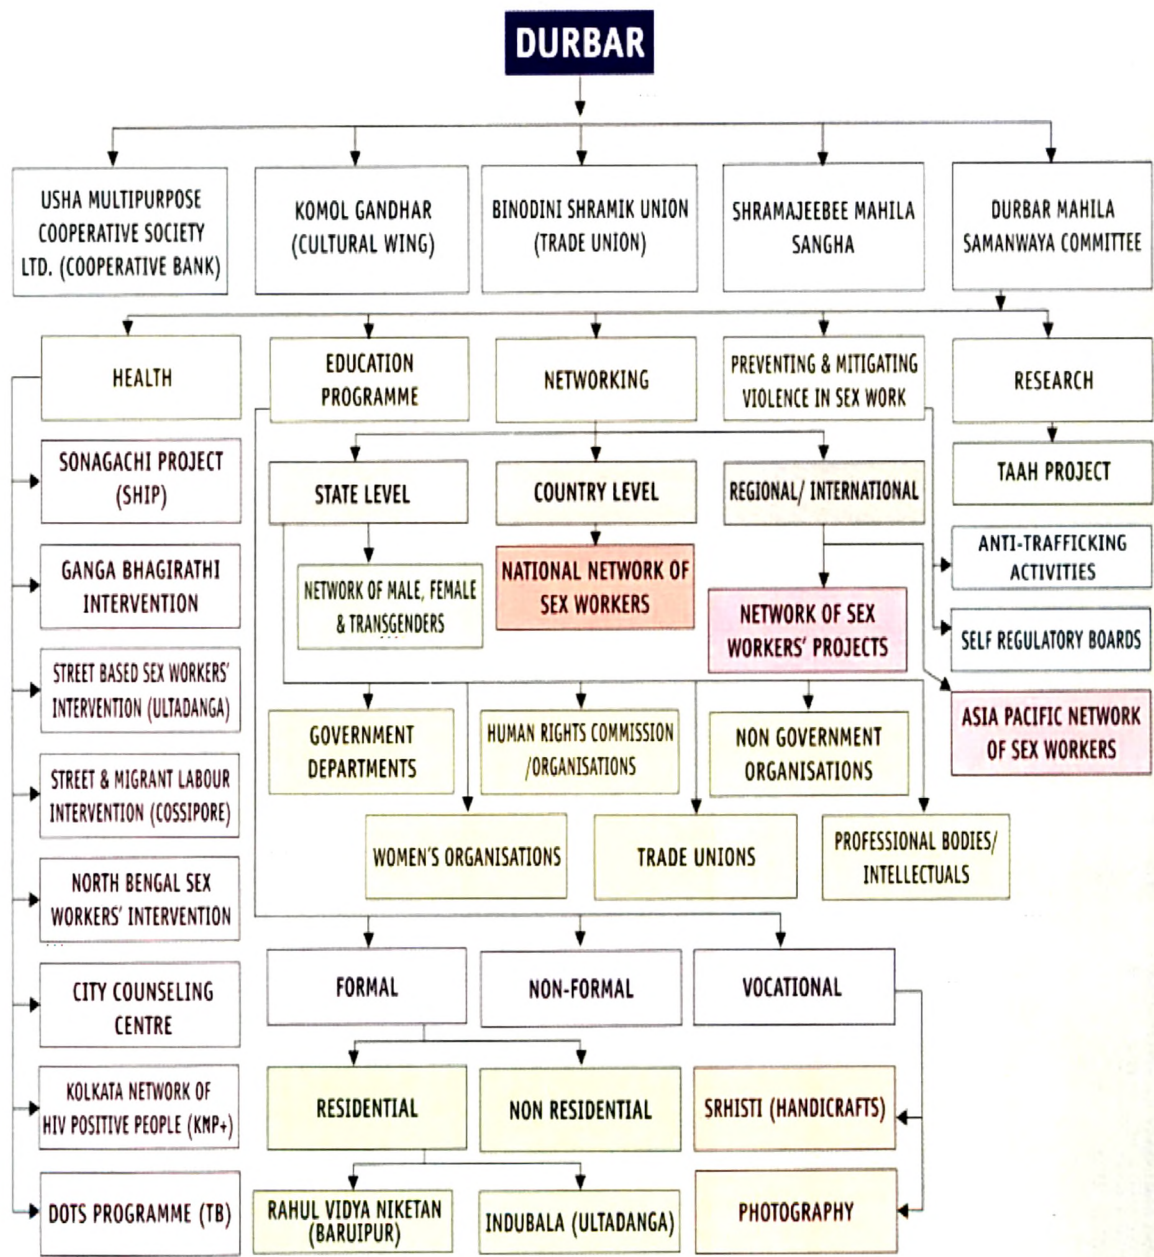 DURBAR
USHA MULTIPURPOSE
COOPERATIVE SOCIETY
LTD. (COOPERATIVE BANK)
KOMOL GANDHAR
(CULTURAL WING)
BINODINI SHRAMIK UNION
(TRADE UNION)
SHRAMAJEEBEE MAHILA
SANGHA
DURBAR MAHILA
SAMANWAYA COMMITTEE
HEALTH
EDUCATION
PROGRAMME
NETWORKING
PREVENTING & MITIGATING
VIOLENCE IN SEX WORK
RESEARCH
SONAGACHI PROJECT
(SHIP)
STATE LEVEL
COUNTRY LEVEL
REGIONAL/ INTERNATIONAL
TAAH PROJECT
GANGA BHAGIRATHI
INTERVENTION
NETWORK OF MALE, FEMALE
& TRANSGENDERS
NATIONAL NETWORK OF
SEX WORKERS
NETWORK OF SEX
WORKERS' PROJECTS
ANTI-TRAFFICKING
ACTIVITIES
SELF REGULATORY BOARDS
STREET BASED SEX WORKERS'
INTERVENTION (ULTADANGA)
GOVERNMENT
DEPARTMENTS
HUMAN RIGHTS COMMISSION
/ORGANISATIONS
NON GOVERNMENT
ORGANISATIONS
ASIA PACIFIC NETWORK
OF SEX WORKERS
STREET & MIGRANT LABOUR
INTERVENTION (COSSIPORE)
WOMEN'S ORGANISATIONS
TRADE UNIONS
PROFESSIONAL BODIES/
INTELLECTUALS
NORTH BENGAL SEX
WORKERS' INTERVENTION
CITY COUNSELING
CENTRE
FORMAL
NON-FORMAL
VOCATIONAL
KOLKATA NETWORK OF
HIV POSITIVE PEOPLE (KMP+)
RESIDENTIAL
NON RESIDENTIAL
SRHISTI (HANDICRAFTS)
DOTS PROGRAMME (TB)
RAHUL VIDYA NIKETAN
(BARUIPUR)
INDUBALA (ULTADANGA)
PHOTOGRAPHY